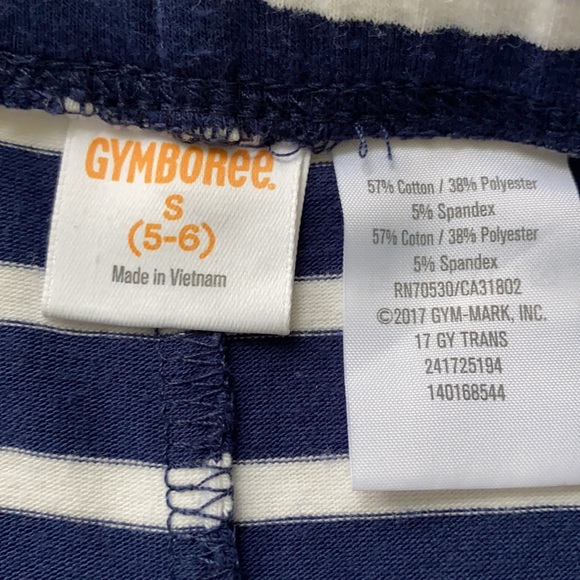 GYMBOREE.
S
(5-6)
Made in Vietnam
57% Cotton / 38% Polyester
5% Spandex
57% Coton / 38% Polyester
5% Spandex
RN70530/CA31802
©2017 GYM-MARK, INC.
17 GY TRANS
241725194
140168544